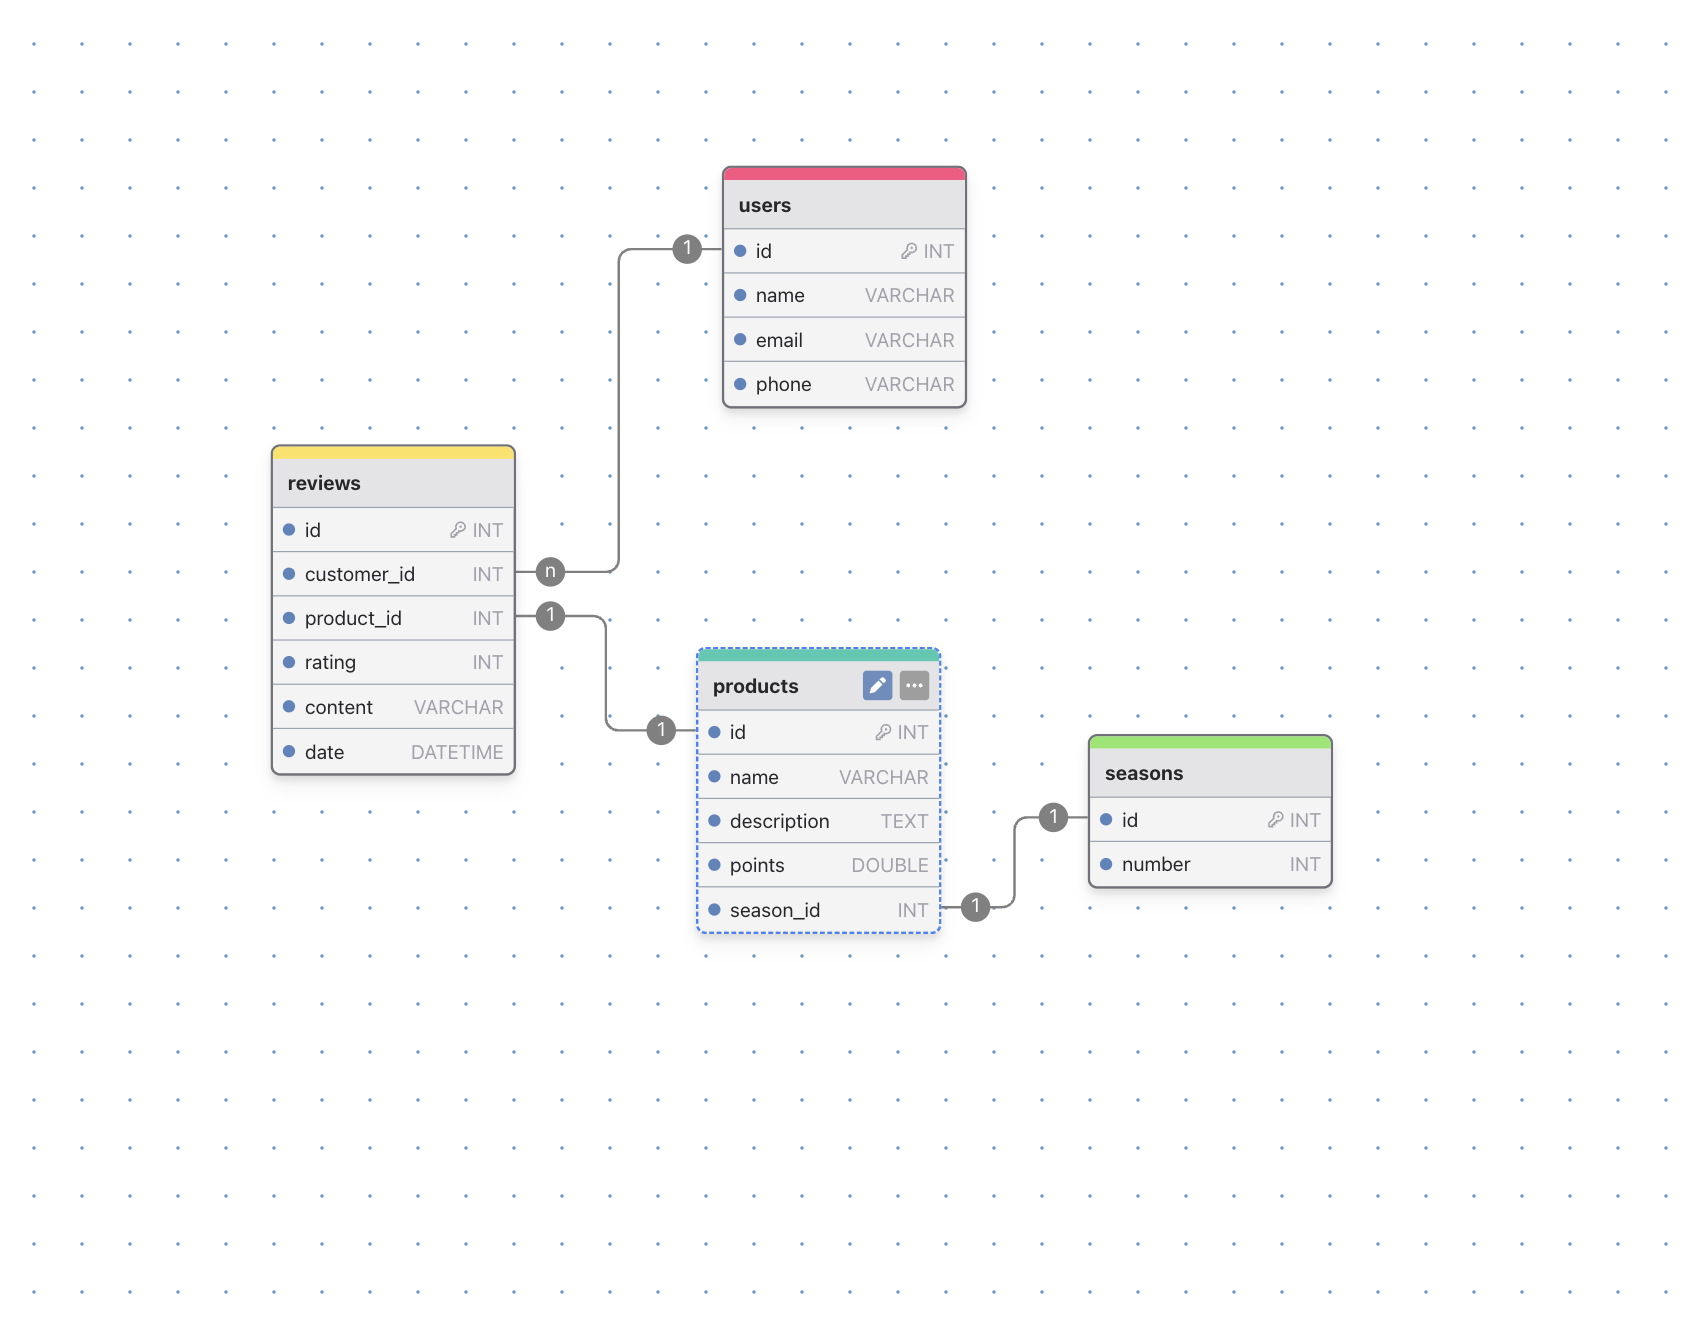 users
id INT
name VARCHAR
email VARCHAR
phone VARCHAR
1
reviews
id INT
customer_id INT
product_id INT
rating INT
content VARCHAR
date DATETIME
n
1
1
products
id INT
name VARCHAR
description TEXT
points DOUBLE
season_id INT
1
1
seasons
id INT
number INT